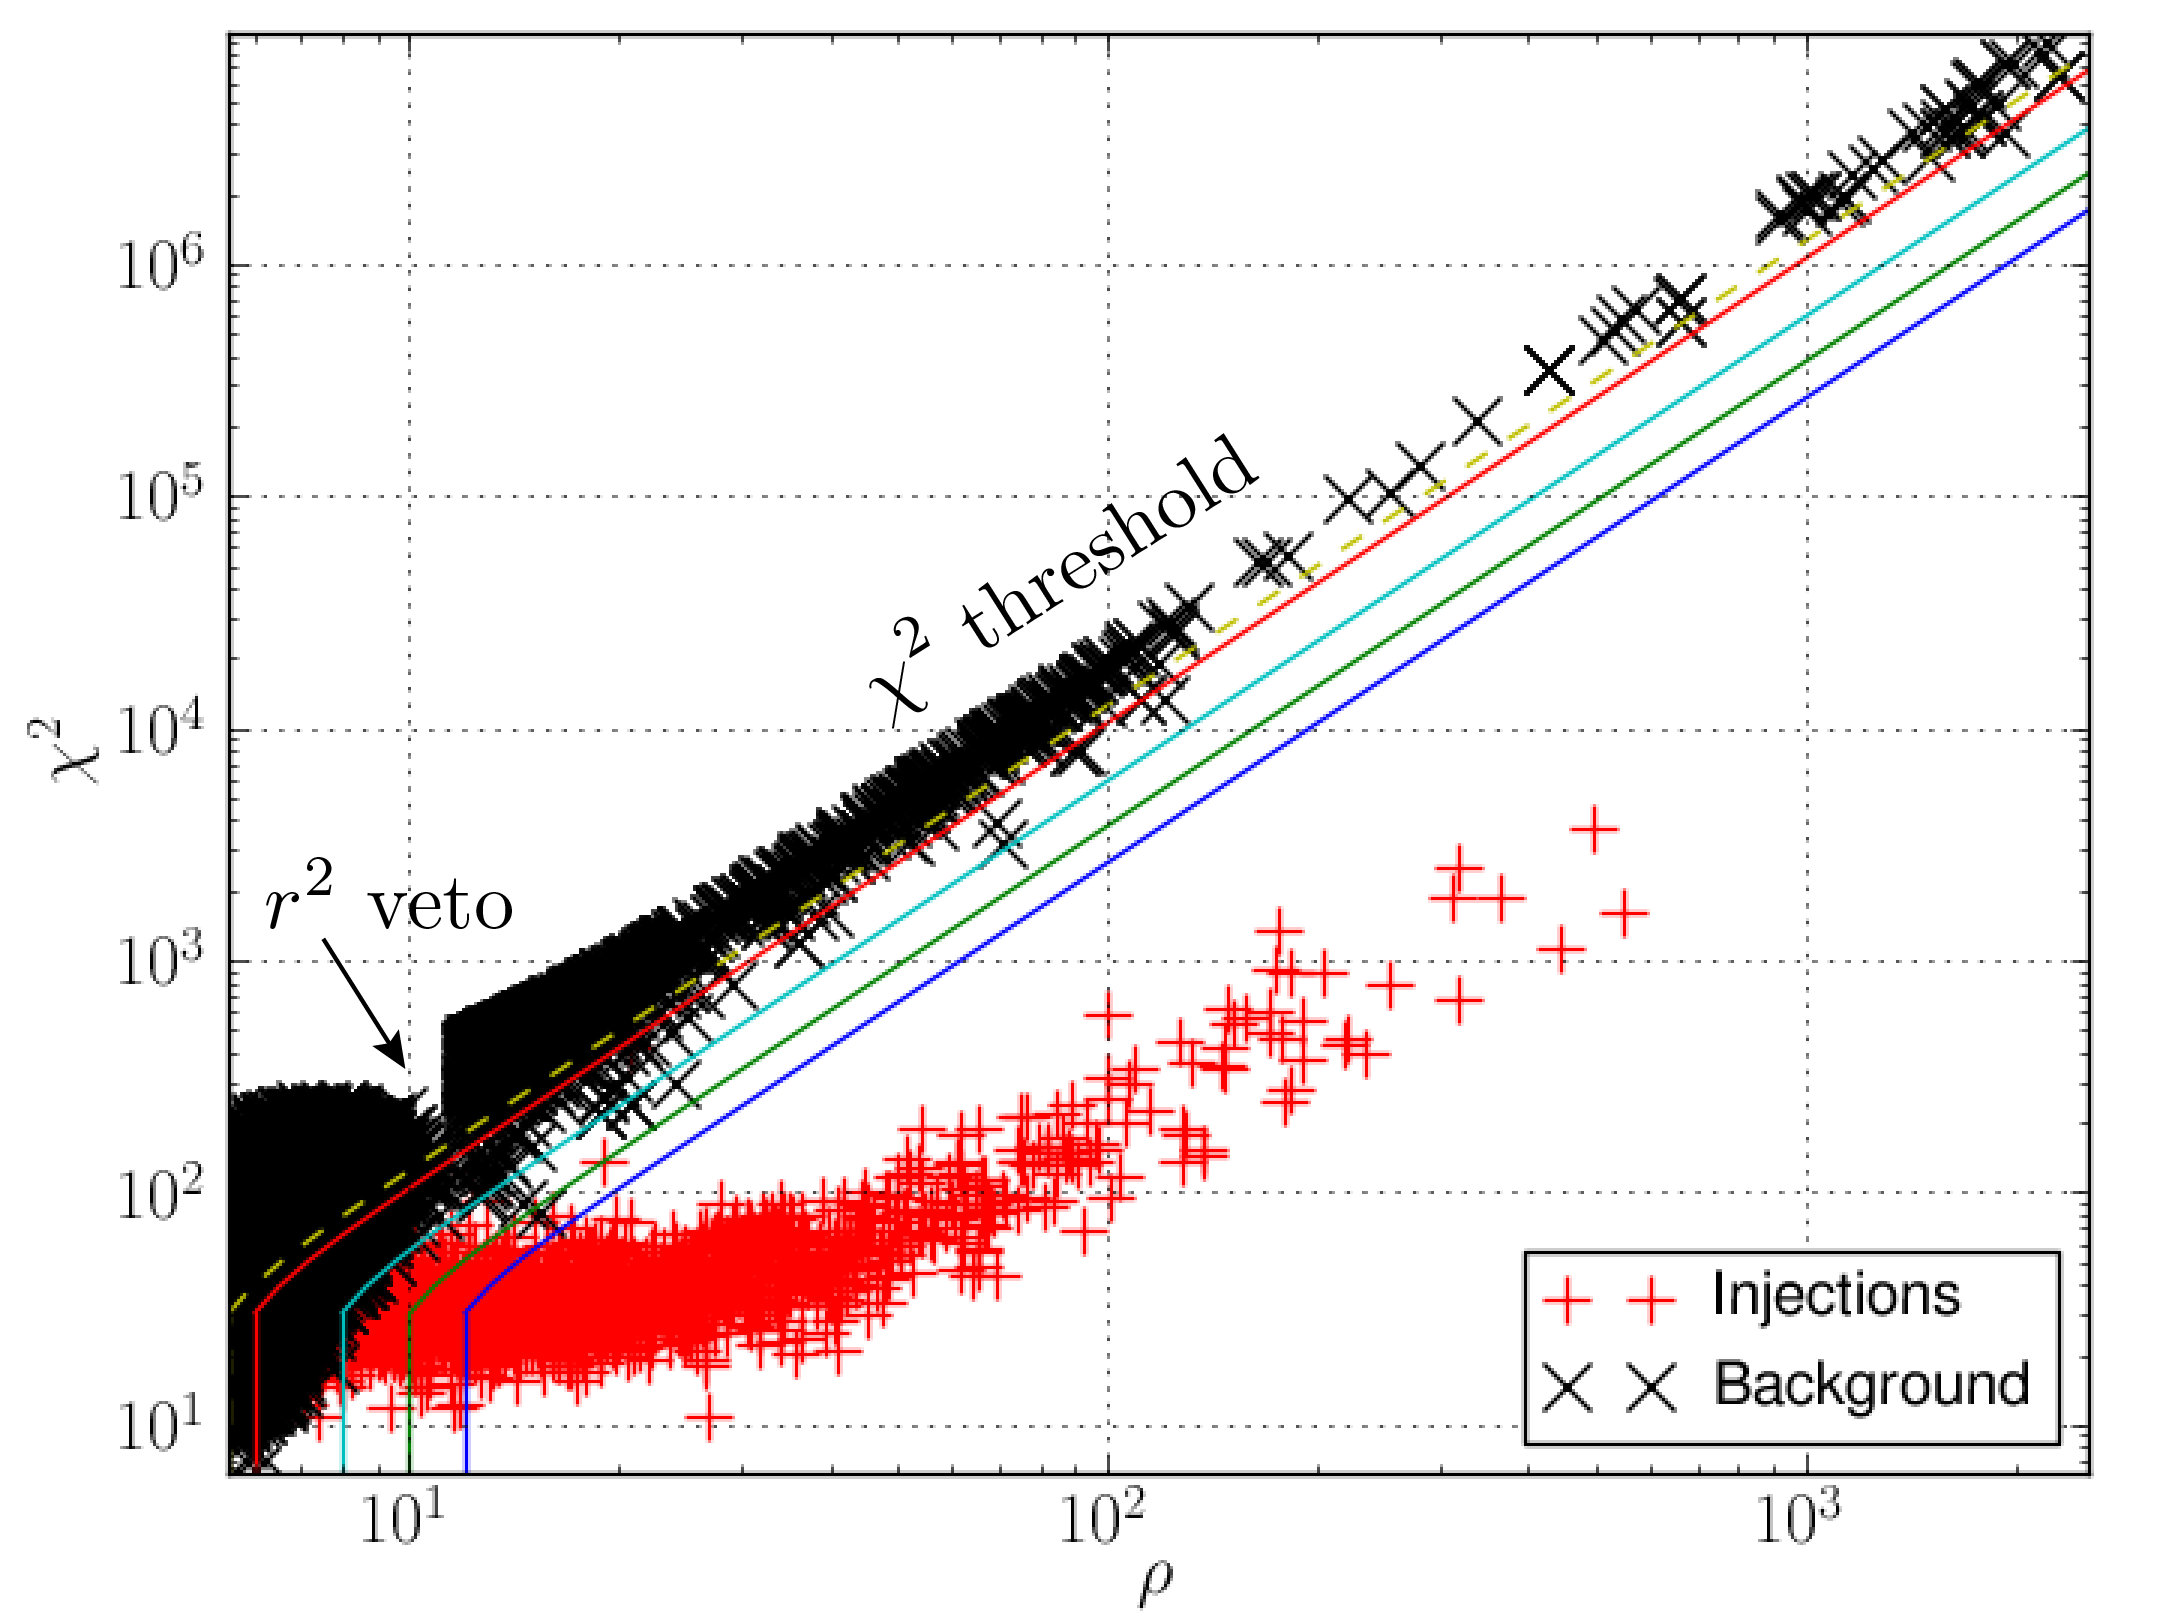 χ² threshold
r² veto
10⁶
10⁵
10⁴
10³
10²
10¹
χ²
10¹ 10² 10³
ρ
Injections
Background